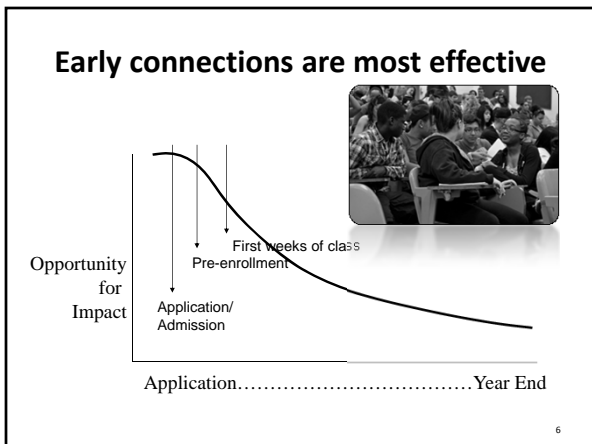 Early connections are most effective
First weeks of class
Pre-enrollment
Opportunity
for
Impact
Application/
Admission
Application....................................Year End
6